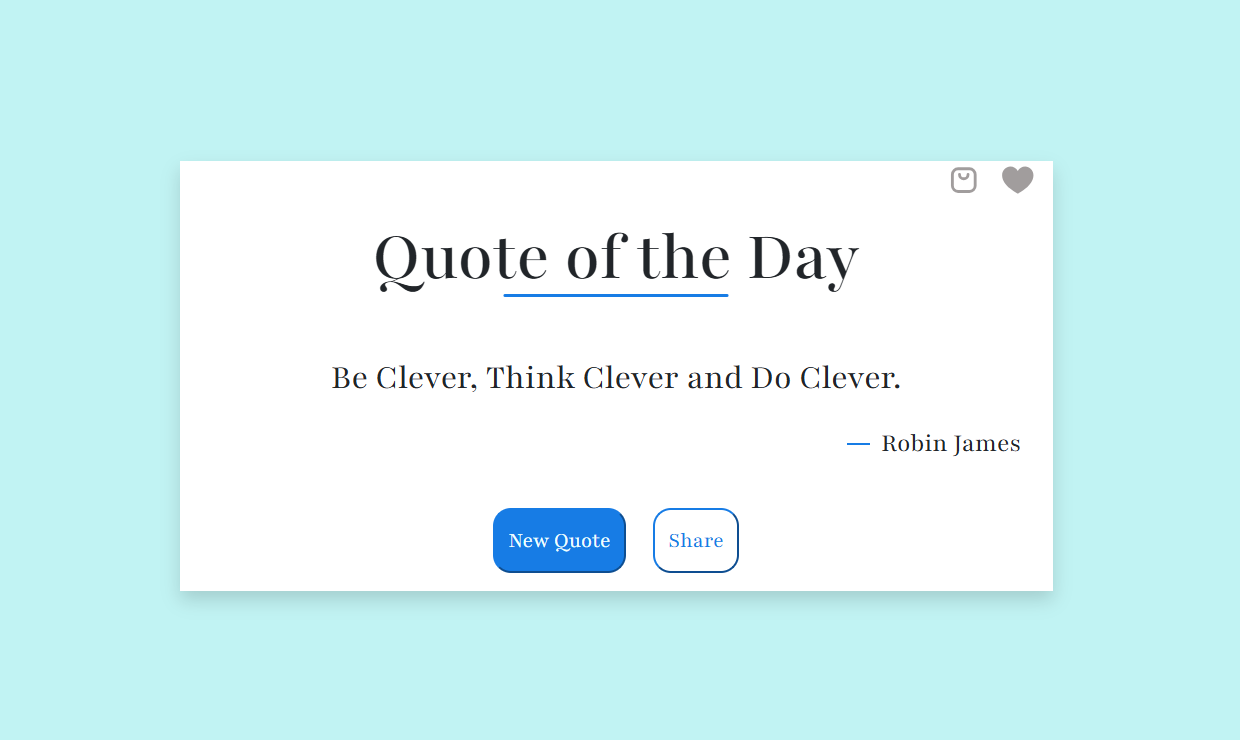 Quote of the Day
Be Clever, Think Clever and Do Clever.
— Robin James
New Quote
Share